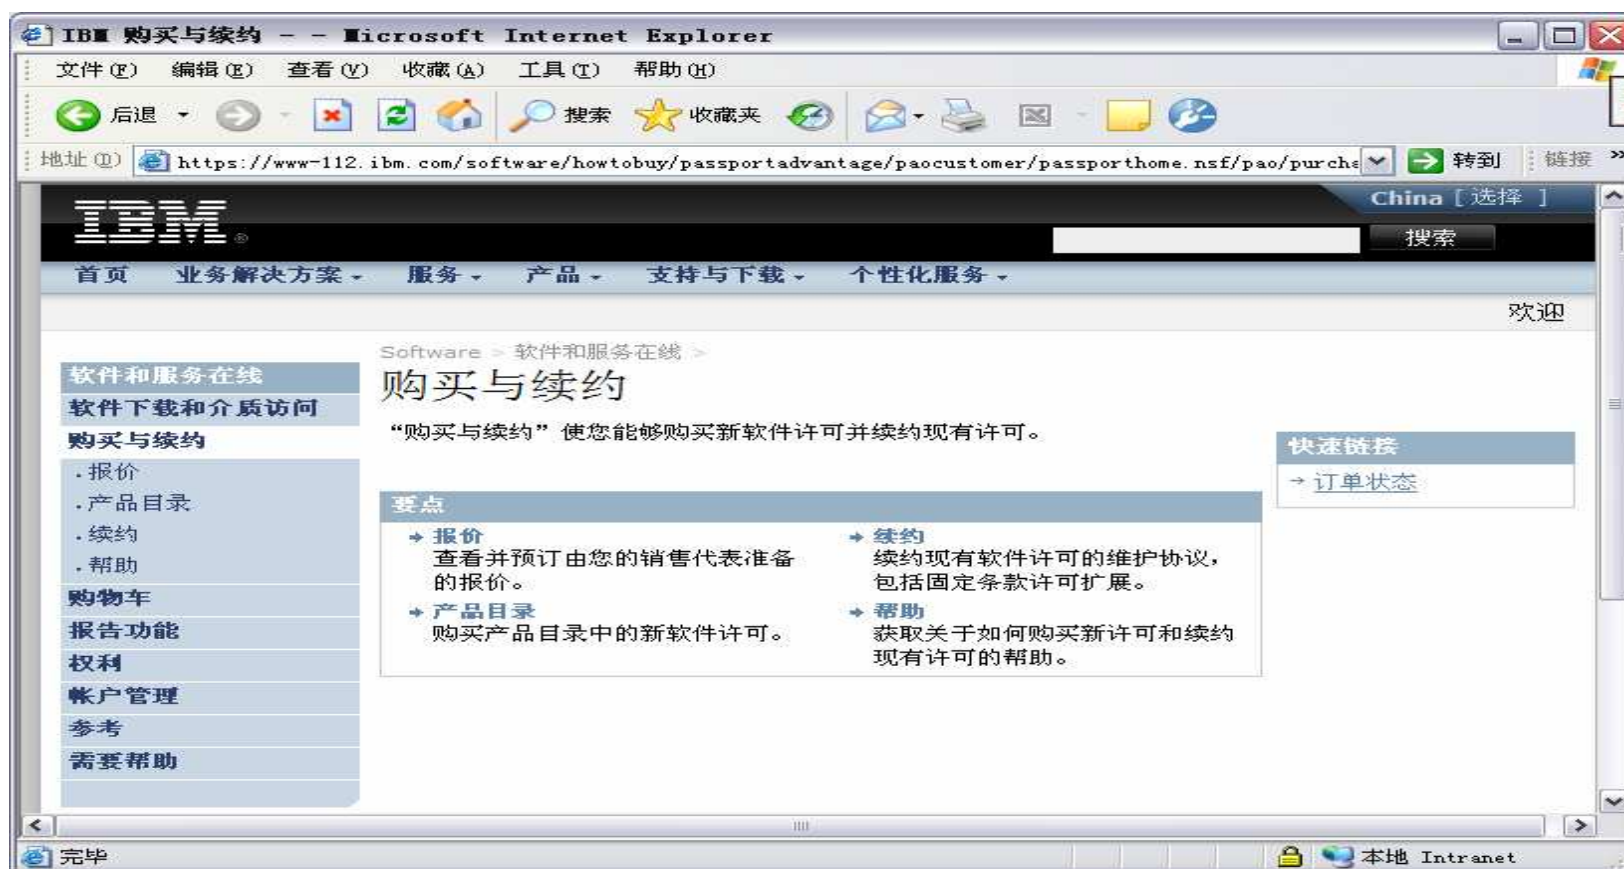 IBM 购买与续约 - - Microsoft Internet Explorer
文件(F) 编辑(E) 查看(V) 收藏(A) 工具(T) 帮助(H)
后退 搜索 收藏夹
地址(D) https://www-112.ibm.com/software/howtobuy/passportadvantage/paocustomer/passporthome.nsf/pao/purcha 转到 链接 »
China [ 选择 ]
IBM®
搜索
首页 业务解决方案 服务 产品 支持与下载 个性化服务
欢迎
Software > 软件和服务在线 >
购买与续约
“购买与续约”使您能够购买新软件许可并续约现有许可。
软件和服务在线
软件下载和介质访问
购买与续约
. 报价
. 产品目录
. 续约
. 帮助
购物车
报告功能
权利
帐户管理
参考
需要帮助
要点
报价
查看并预订由您的销售代表准备
的报价。
产品目录
购买产品目录中的新软件许可。
续约
续约现有软件许可的维护协议，
包括固定条款许可扩展。
帮助
获取关于如何购买新许可和续约
现有许可的帮助。
快速链接
→ 订单状态
完毕 本地 Intranet